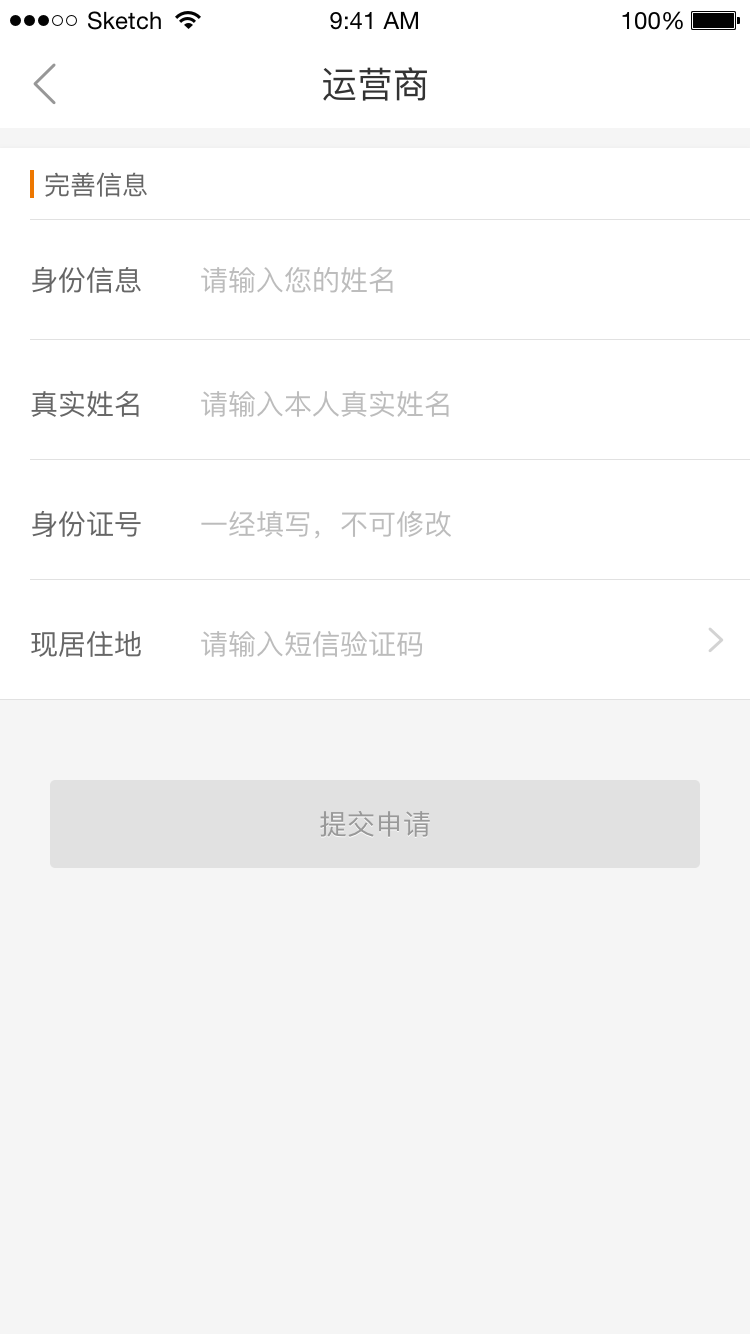 Sketch 9:41 AM 100%
运营商
完善信息
身份信息 请输入您的姓名
真实姓名 请输入本人真实姓名
身份证号 一经填写，不可修改
现居住地 请输入短信验证码
提交申请